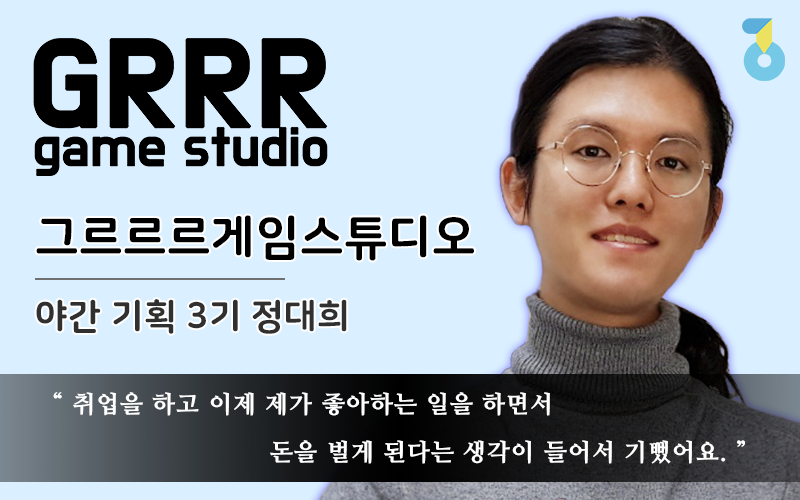 GRRR
game studio
그르르르게임스튜디오
야간 기획 3기 정대희
“ 취업을 하고 이제 제가 좋아하는 일을 하면서
돈을 벌게 된다는 생각이 들어서 기뻤어요. ”